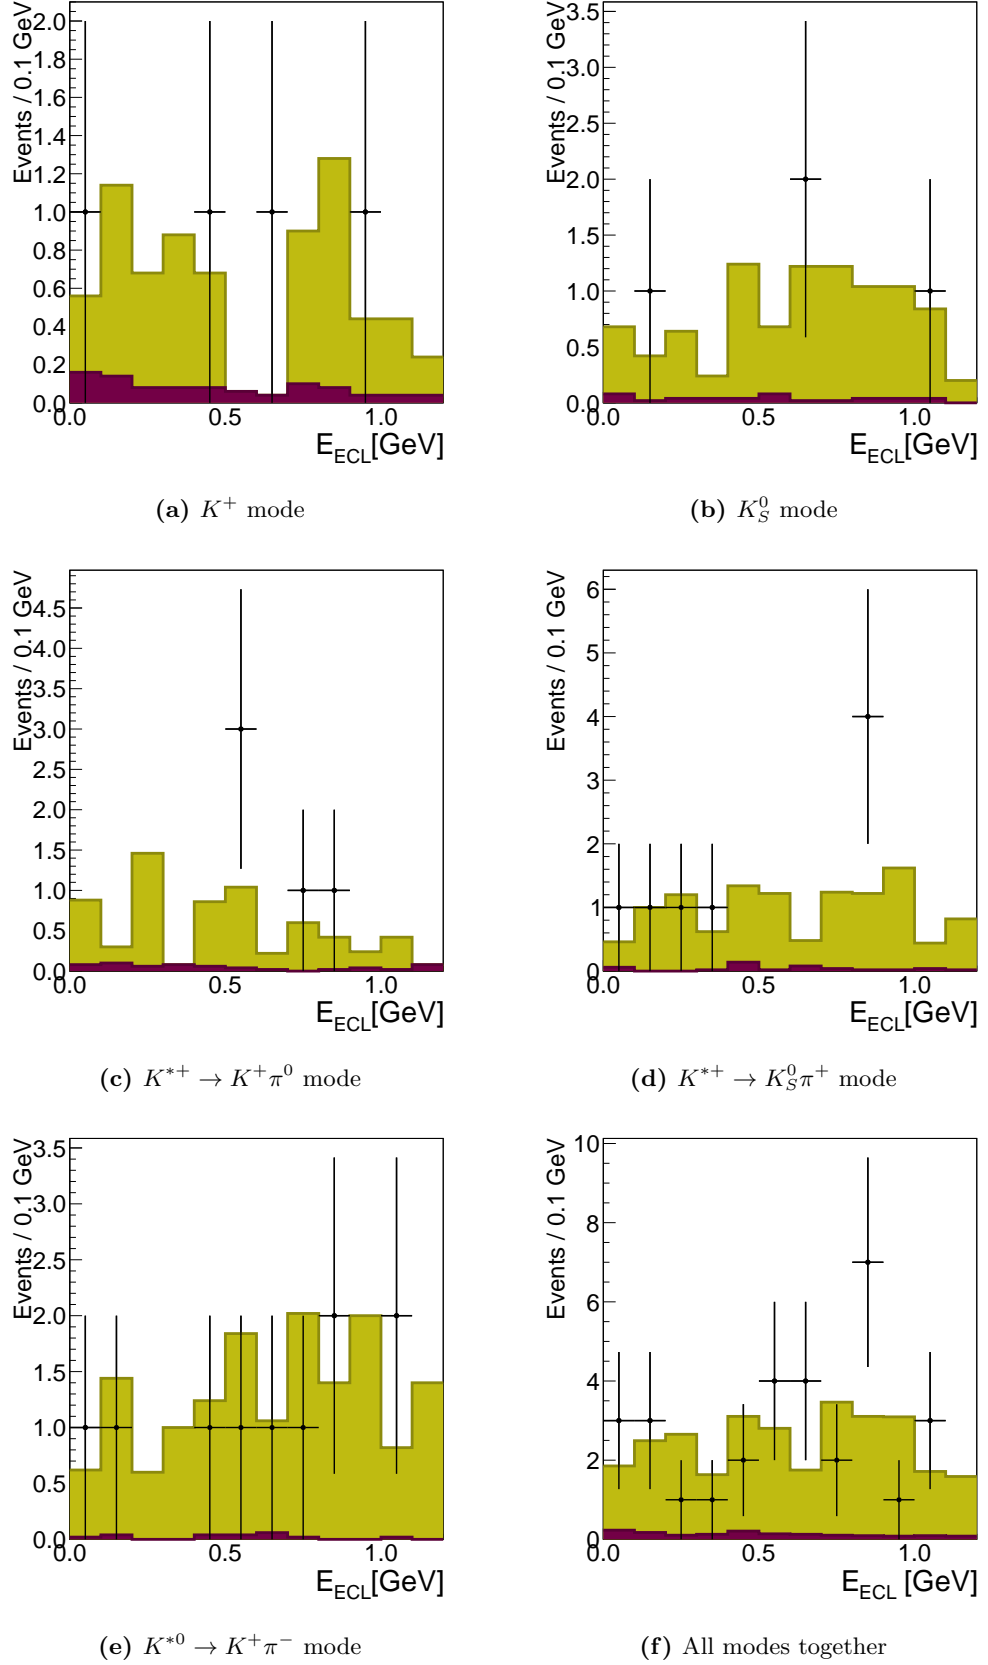 Events / 0.1 GeV
2.0
1.8
1.6
1.4
1.2
1.0
0.8
0.6
0.4
0.2
0.0
0
0.0 0.5 1.0
E_ECL[GeV]
(a) K⁺ mode
Events / 0.1 GeV
3.5
3.0
2.5
2.0
1.5
1.0
0.5
0.0
0
0.0 0.5 1.0
E_ECL[GeV]
(b) K⁰_S mode
Events / 0.1 GeV
4.5
4.0
3.5
3.0
2.5
2.0
1.5
1.0
0.5
0.0
0.0 0.5 1.0
E_ECL[GeV]
(c) K*⁺ → K⁺π⁰ mode
Events / 0.1 GeV
6
5
4
3
2
1
0
0.0 0.5 1.0
E_ECL[GeV]
(d) K*⁺ → K⁰_Sπ⁺ mode
Events / 0.1 GeV
3.5
3.0
2.5
2.0
1.5
1.0
0.5
0.0
0.0 0.5 1.0
E_ECL[GeV]
(e) K*⁰ → K⁺π⁻ mode
Events / 0.1 GeV
10
8
6
4
2
0
0.0 0.5 1.0
E_ECL [GeV]
(f) All modes together